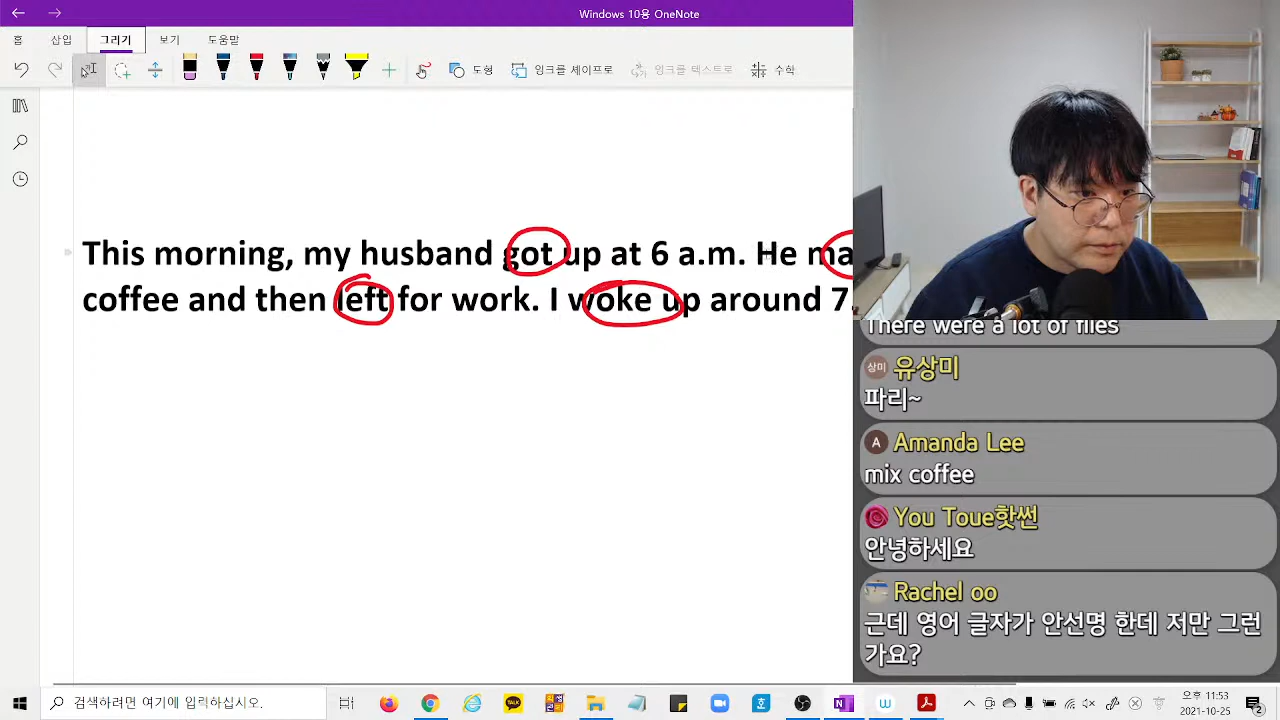 Windows 10용 OneNote
홈 삽입 그리기 보기 도움말
도형 잉크를 셰이프로 잉크를 텍스트로 수학
This morning, my husband got up at 6 a.m. He ma
coffee and then left for work. I woke up around 7.
There were a lot of files
상미 유상미
파리~
A Amanda Lee
mix coffee
You Toue핫썬
안녕하세요
Rachel oo
근데 영어 글자가 안선명 한데 저만 그런
가요?
검색하려면 여기에 입력하십시오.
TALK
오후 11:53
2021-10-25